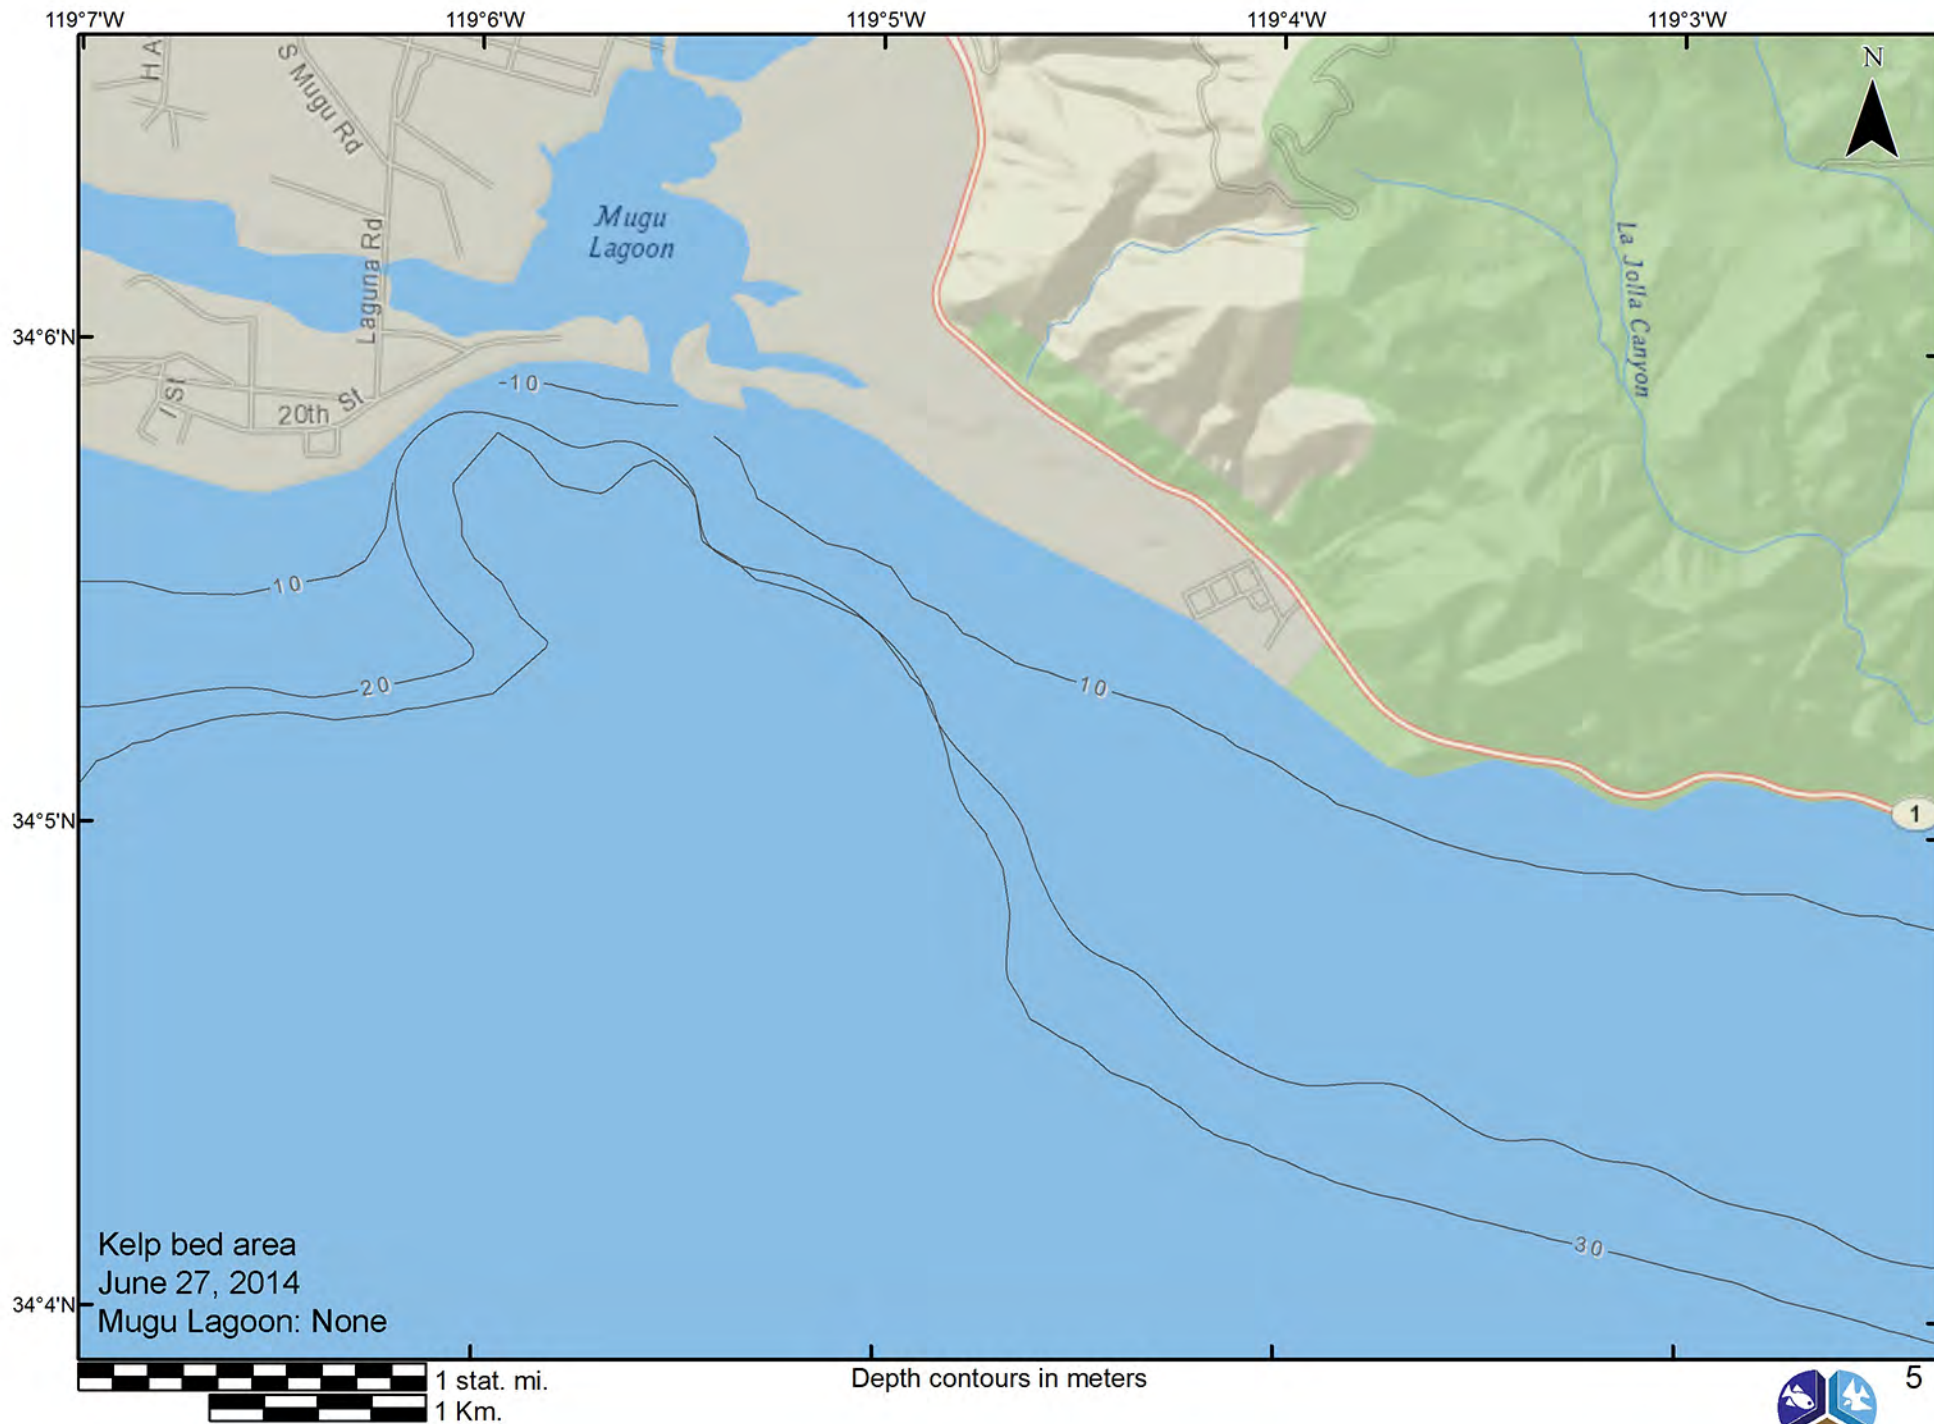 119°7'W
119°6'W
119°5'W
119°4'W
119°3'W
N
H A
S Mugu Rd
Mugu
Lagoon
Laguna Rd
La Jolla Canyon
34°6'N
-10
I St
20th St
10
20
10
34°5'N
1
30
Kelp bed area
June 27, 2014
Mugu Lagoon: None
34°4'N
1 stat. mi.
1 Km.
Depth contours in meters
5